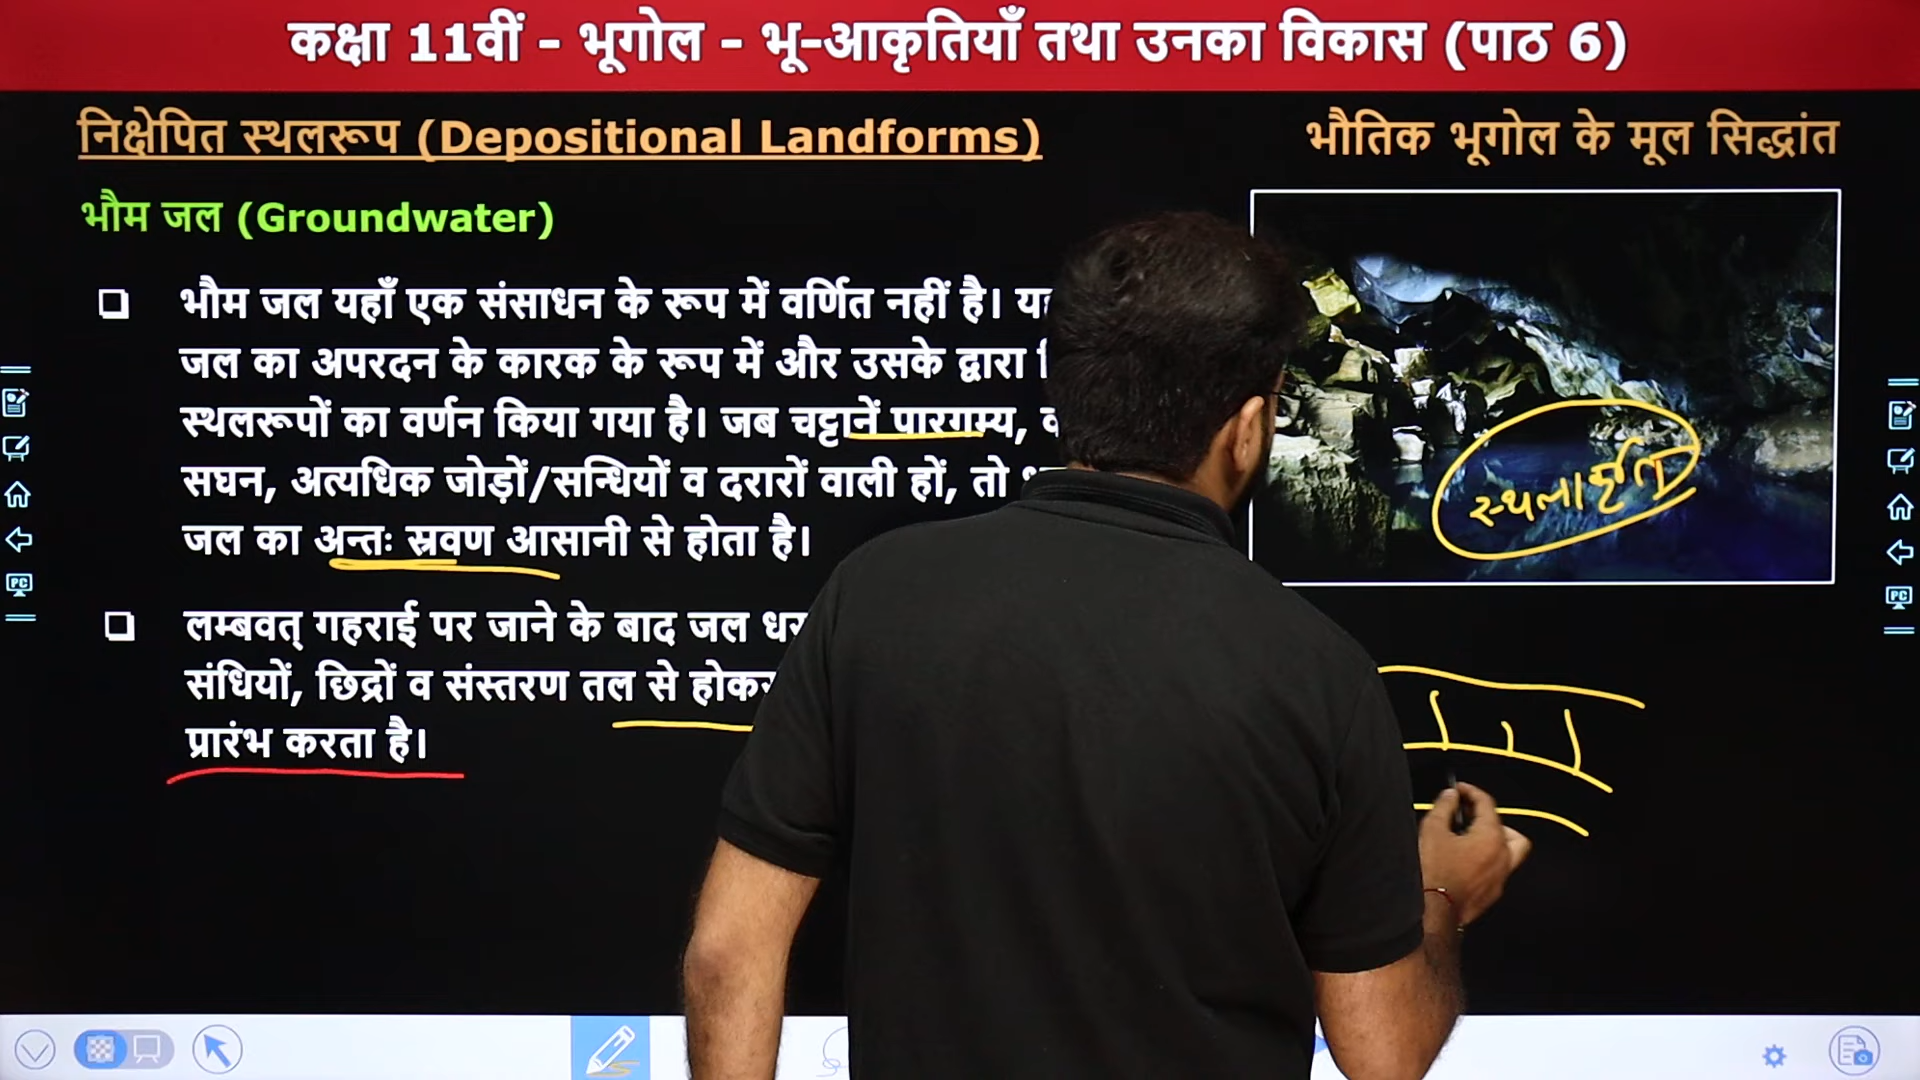 कक्षा 11वीं - भूगोल - भू-आकृतियाँ तथा उनका विकास (पाठ 6)
निक्षेपित स्थलरूप (Depositional Landforms)
भौतिक भूगोल के मूल सिद्धांत
भौम जल (Groundwater)
भौम जल यहाँ एक संसाधन के रूप में वर्णित नहीं है।
जल का अपरदन के कारक के रूप में और उसके द्वारा
स्थलरूपों का वर्णन किया गया है। जब चट्टानें पारगम्य,
सघन, अत्यधिक जोड़ों/सन्धियों व दरारों वाली हों, तो
जल का अन्तः स्रवण आसानी से होता है।
स्थलाकृति
लम्बवत् गहराई पर जाने के बाद जल
संधियों, छिद्रों व संस्तरण तल से होकर
प्रारंभ करता है।
PC
PC